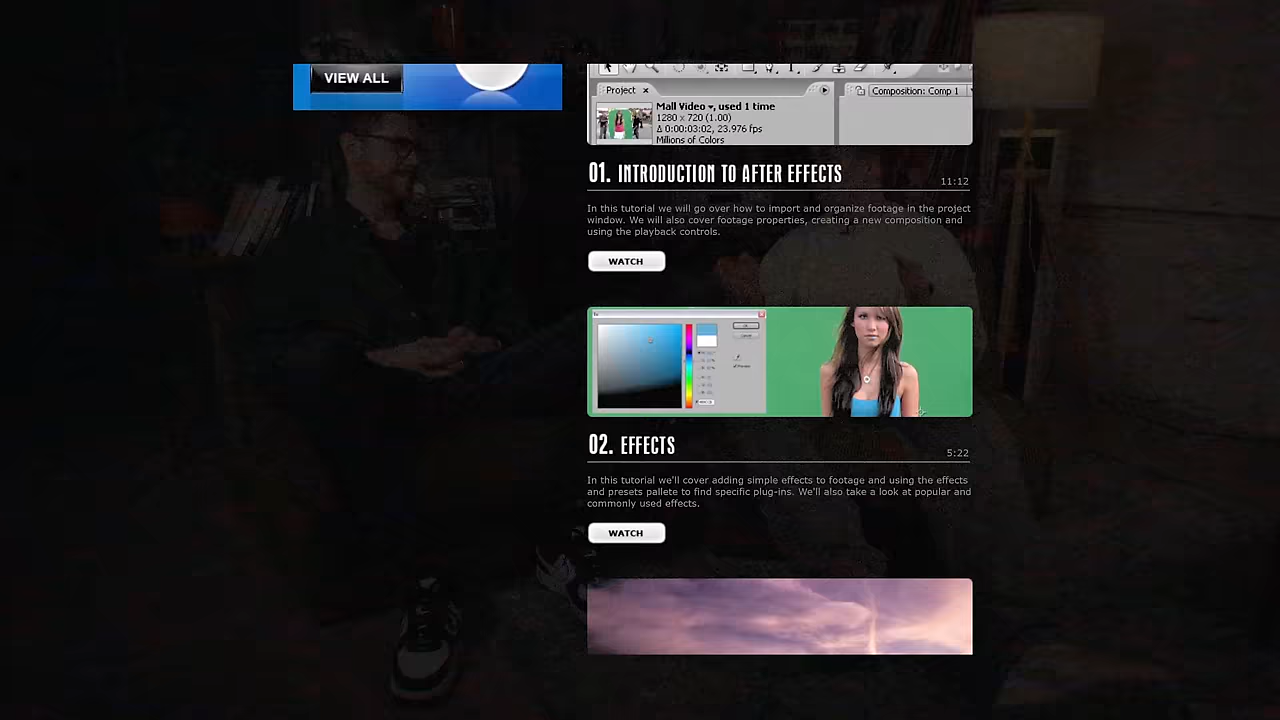 VIEW ALL
Project x
Composition: Comp 1
Mall Video, used 1 time
1280 x 720 (1.00)
Δ 0:00:03:02, 23.976 fps
Millions of Colors
01. INTRODUCTION TO AFTER EFFECTS
11:12
In this tutorial we will go over how to import and organize footage in the project
window. We will also cover footage properties, creating a new composition and
using the playback controls.
WATCH
02. EFFECTS
5:22
In this tutorial we'll cover adding simple effects to footage and using the effects
and presets pallete to find specific plug-ins. We'll also take a look at popular and
commonly used effects.
WATCH